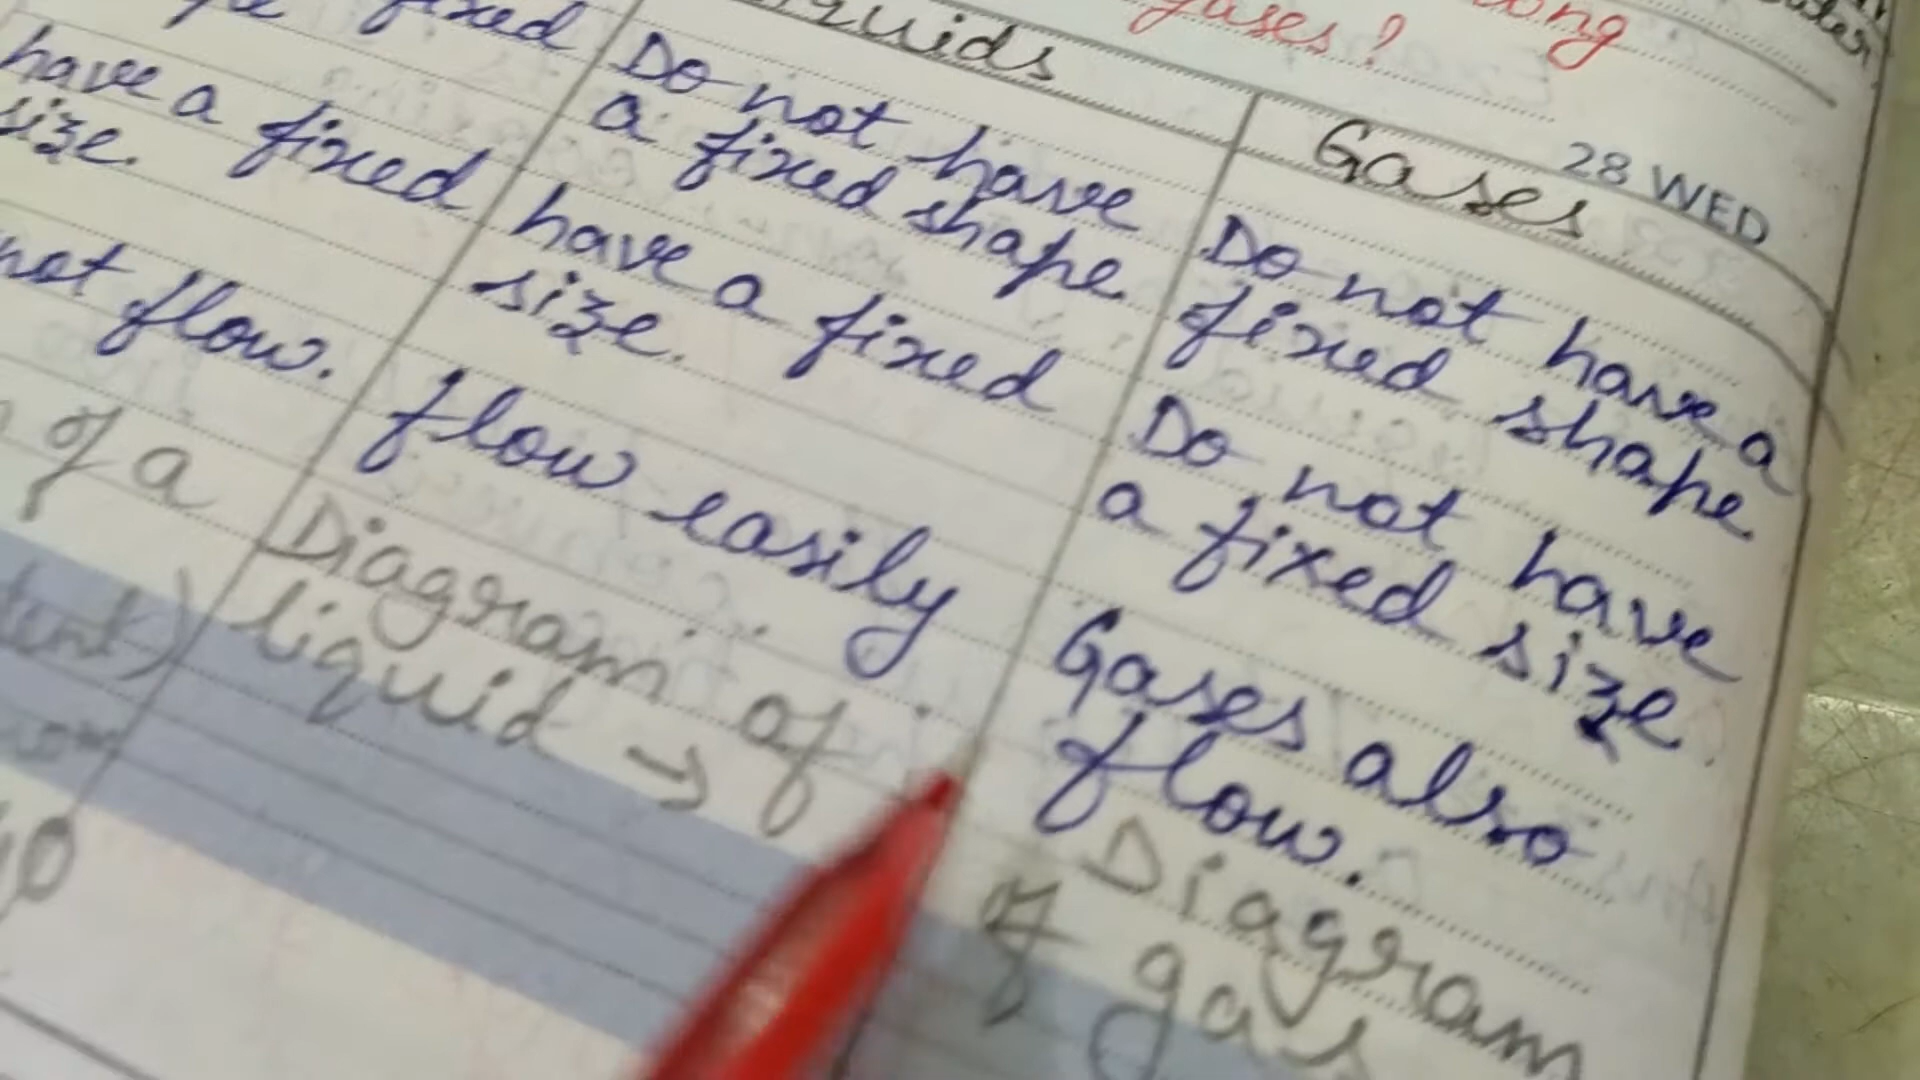 ong
gases?
28 WED
fixed
have a fixed
size.
not flow.
of a
quids
Do not have
a fixed shape
have a fixed
size.
flow easily
Diagram of
liquid →
Gases
Do not have a
fixed shape
Do not have
a fixed size
Gases also
flow.
Diagram
of gas